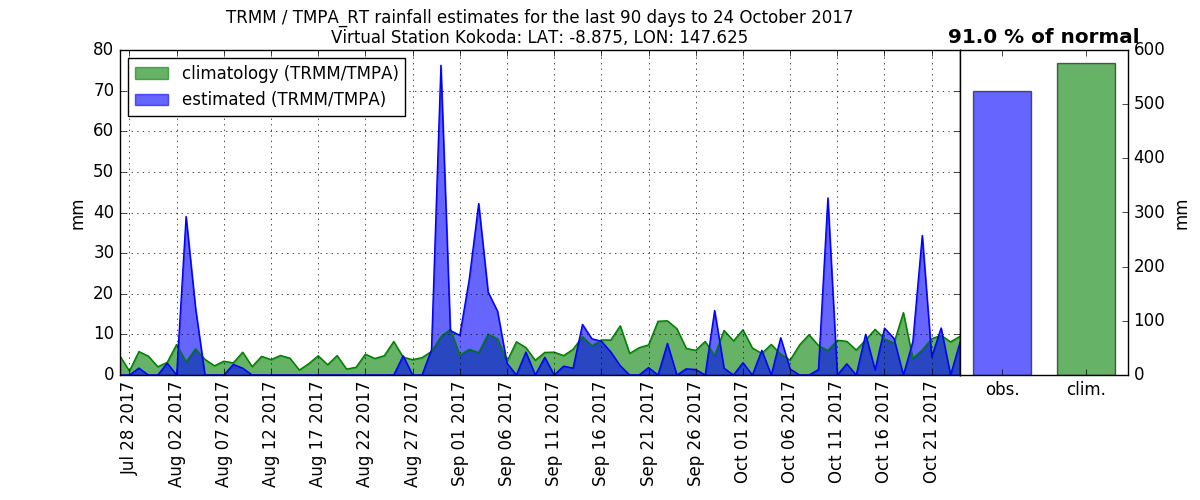 TRMM / TMPA_RT rainfall estimates for the last 90 days to 24 October 2017
Virtual Station Kokoda: LAT: -8.875, LON: 147.625
91.0 % of normal
climatology (TRMM/TMPA)
estimated (TRMM/TMPA)
80
70
60
50
40
30
20
10
0
mm
600
500
400
300
200
100
0
mm
Jul 28 2017
Aug 02 2017
Aug 07 2017
Aug 12 2017
Aug 17 2017
Aug 22 2017
Aug 27 2017
Sep 01 2017
Sep 06 2017
Sep 11 2017
Sep 16 2017
Sep 21 2017
Sep 26 2017
Oct 01 2017
Oct 06 2017
Oct 11 2017
Oct 16 2017
Oct 21 2017
obs.
clim.